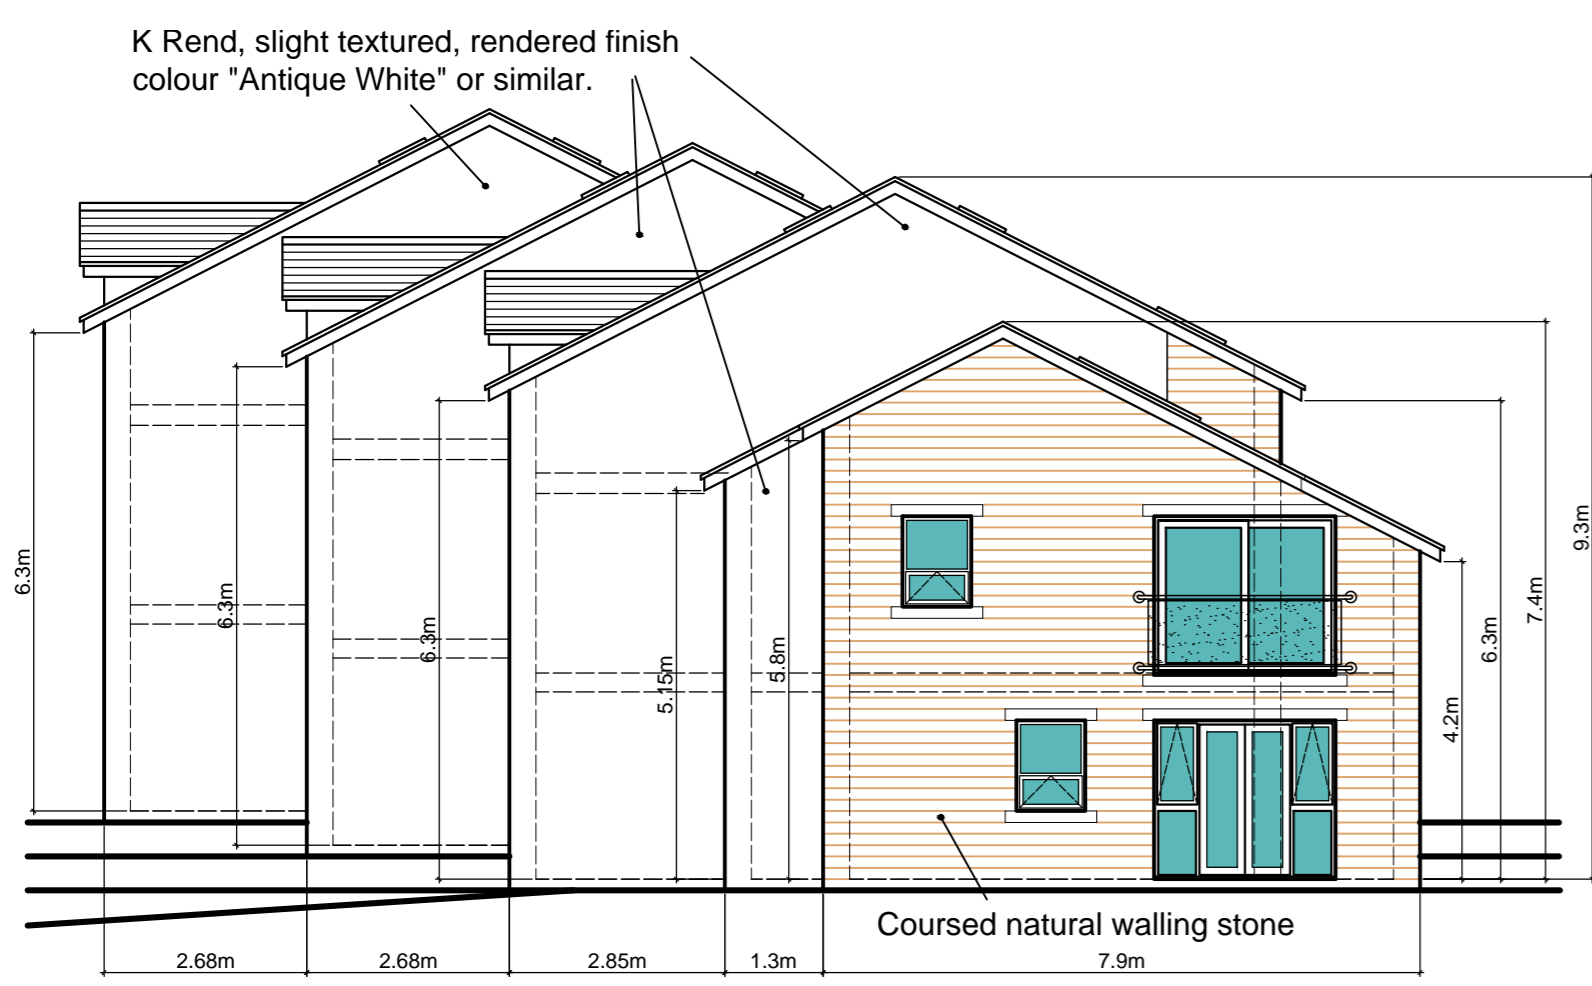 K Rend, slight textured, rendered finish
colour "Antique White" or similar.
6.3m
6.3m
6.3m
5.15m
5.8m
4.2m
6.3m
7.4m
9.3m
Coursed natural walling stone
2.68m
2.68m
2.85m
1.3m
7.9m